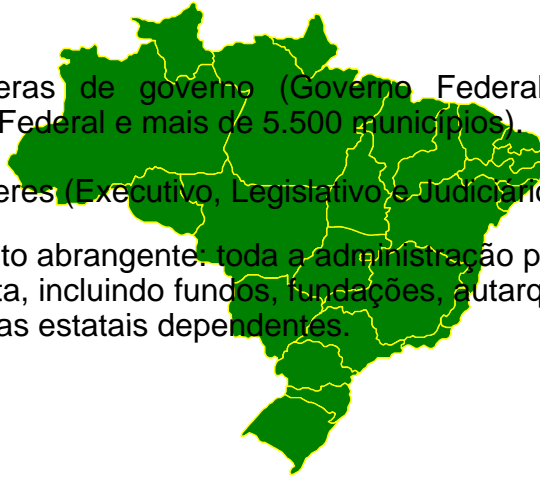 eras de governo (Governo Federal
Federal e mais de 5.500 municípios).
eres (Executivo, Legislativo e Judiciário
to abrangente: toda a administração p
ta, incluindo fundos, fundações, autarq
as estatais dependentes.